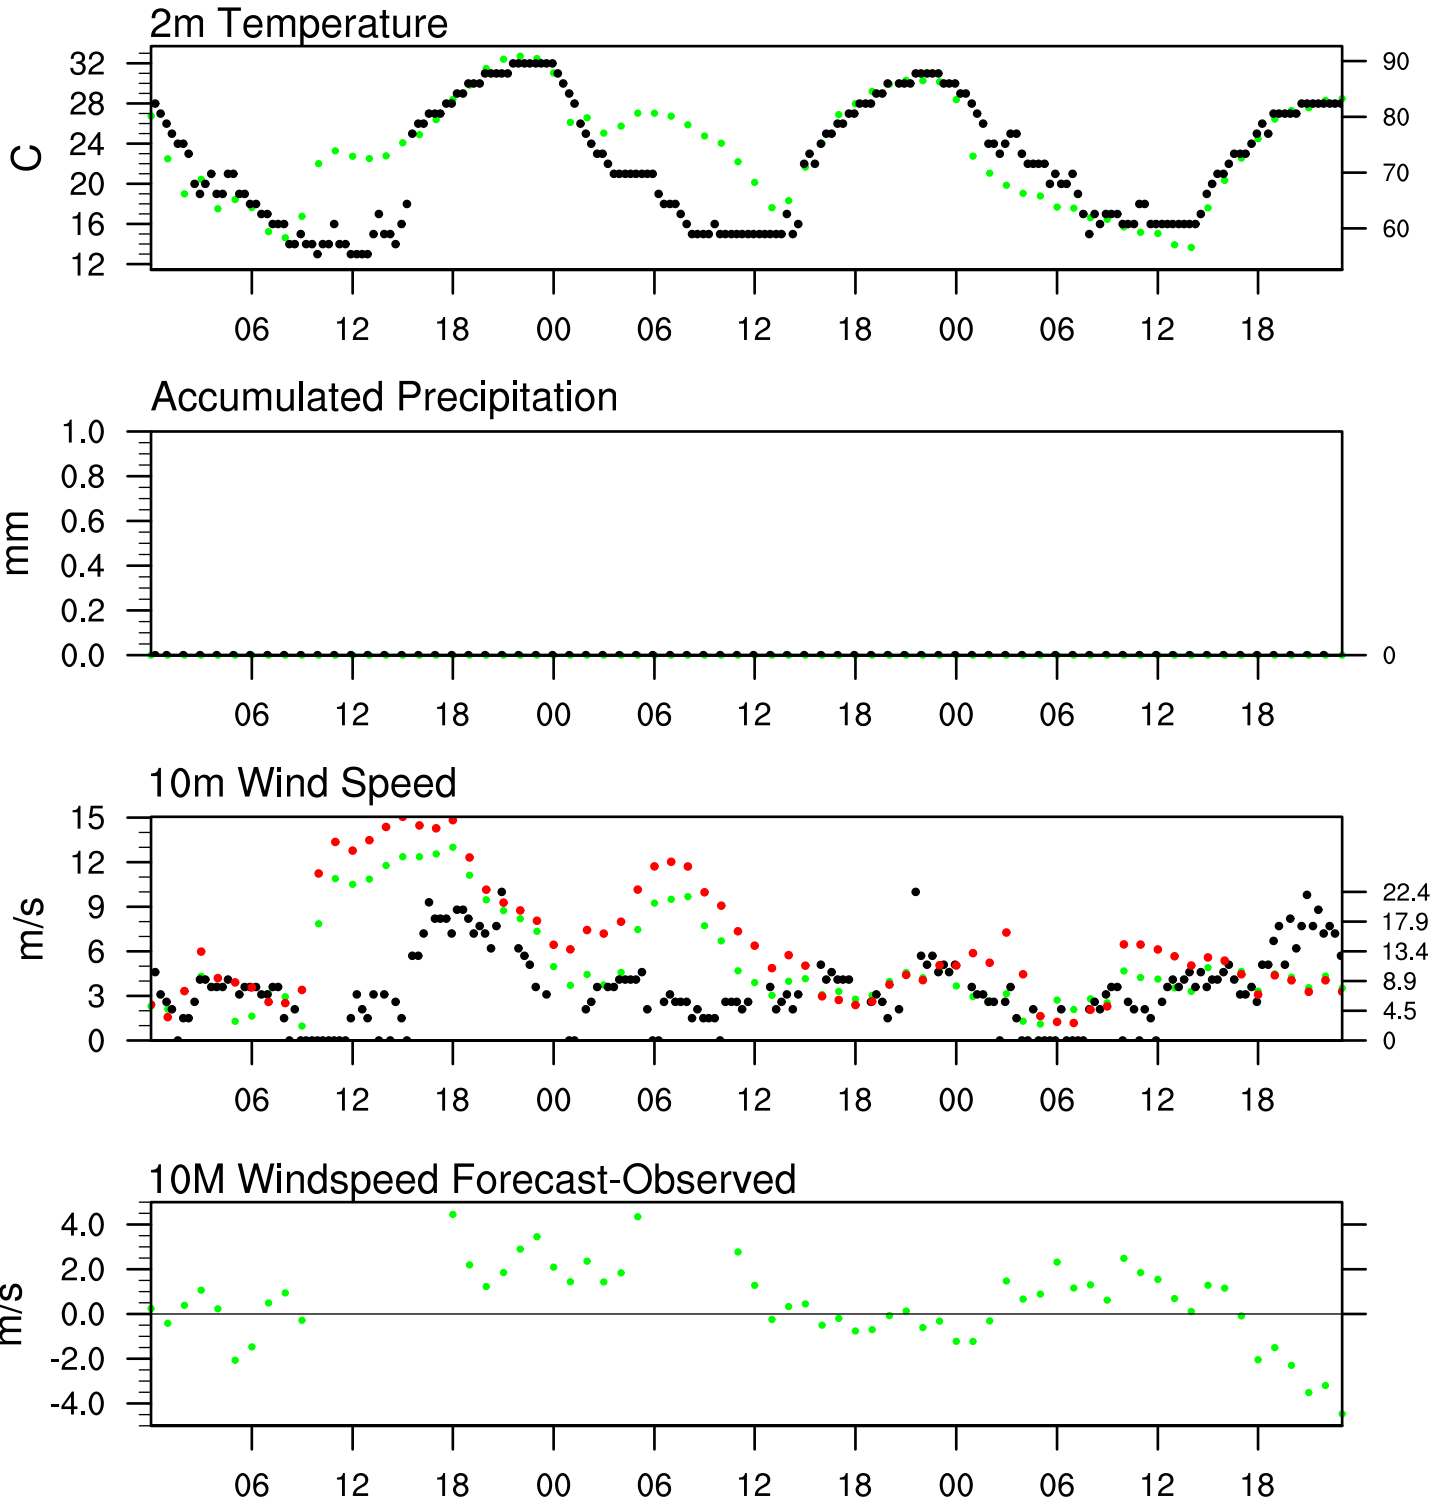 2m Temperature
32 90
28 80
24
C
20 70
16 60
12
06 12 18 00 06 12 18 00 06 12 18
Accumulated Precipitation
1.0
0.8
0.6
mm
0.4
0.2
0.0 0
06 12 18 00 06 12 18 00 06 12 18
10m Wind Speed
15
12
9 22.4
17.9
m/s
6 13.4
3 8.9
4.5
0 0
06 12 18 00 06 12 18 00 06 12 18
10M Windspeed Forecast-Observed
4.0
2.0
0.0
m/s
-2.0
-4.0
06 12 18 00 06 12 18 00 06 12 18